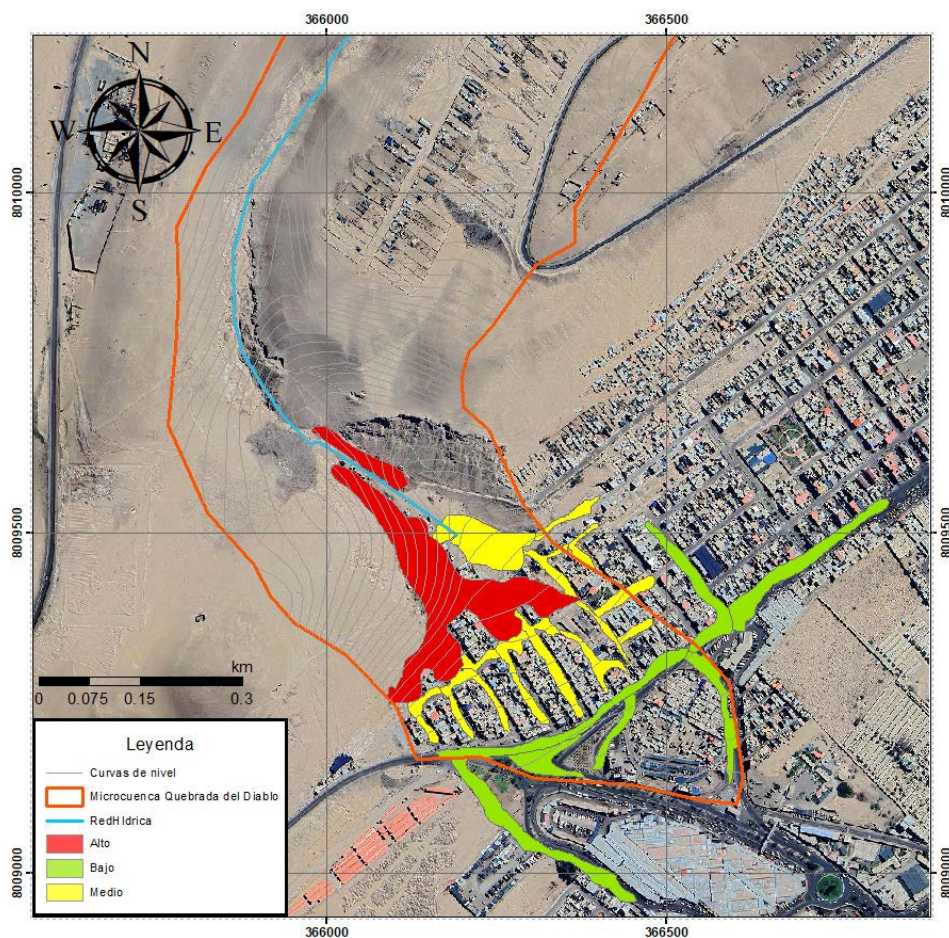 366000
366500
N
W
E
S
8010000
8010000
8009500
8009500
km
0
0.075
0.15
0.3
Leyenda
Curvas de nivel
Microcuenca Quebrada del Diablo
RedHIdrica
Alto
Bajo
Medio
8009000
8009000
366000
366500